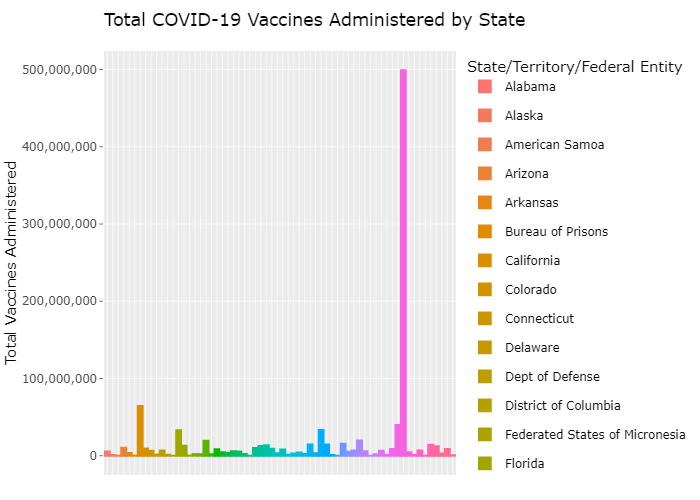 Total COVID-19 Vaccines Administered by State
State/Territory/Federal Entity
Alabama
Alaska
American Samoa
Arizona
Arkansas
Bureau of Prisons
California
Colorado
Connecticut
Delaware
Dept of Defense
District of Columbia
Federated States of Micronesia
Florida
Total Vaccines Administered
500,000,000
400,000,000
300,000,000
200,000,000
100,000,000
0